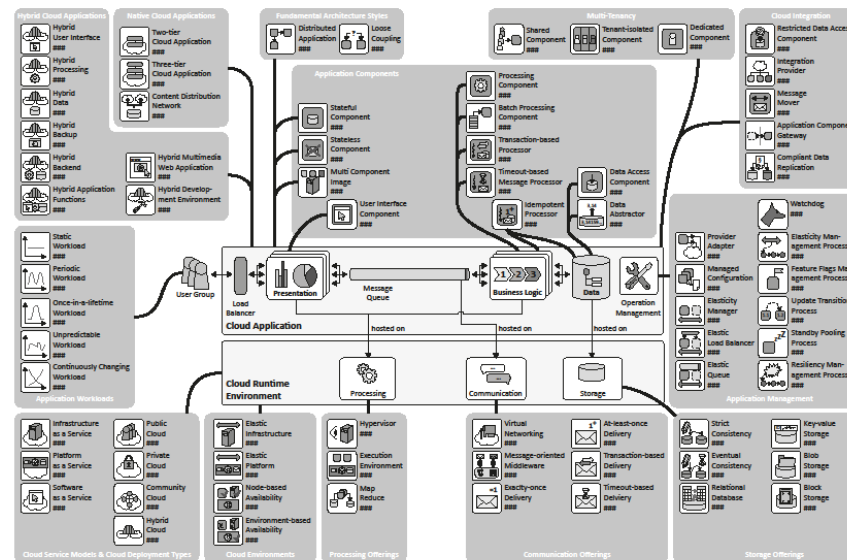 Hybrid Cloud Applications
Hybrid
User Interface
###
Hybrid
Processing
###
Hybrid
Data
###
Hybrid
Backup
###
Hybrid
Backend
###
Hybrid Application
Functions
###
Hybrid Multimedia
Web Application
###
Hybrid Develop-
ment Environment
###
Native Cloud Applications
Two-tier
Cloud Application
###
Three-tier
Cloud Application
###
Content Distribution
Network
###
Fundamental Architecture Styles
Distributed
Application
###
Loose
Coupling
###
Multi-Tenancy
Shared
Component
###
Tenant-isolated
Component
###
Dedicated
Component
###
Cloud Integration
Restricted Data Access
Component
###
Integration
Provider
###
Message
Mover
###
Application Component
Gateway
###
Compliant Data
Replication
###
Application Components
Stateful
Component
###
Stateless
Component
###
Multi Component
Image
###
User Interface
Component
###
Processing
Component
###
Batch Processing
Component
###
Transaction-based
Processor
###
Timeout-based
Message Processor
###
Idempotent
Processor
###
Data Access
Component
###
Data
Abstractor
###
Static
Workload
###
Periodic
Workload
###
Once-in-a-lifetime
Workload
###
Unpredictable
Workload
###
Continuously Changing
Workload
###
Application Workloads
User Group
Load
Balancer
Presentation
Message
Queue
1 2 3
Business Logic
Data
Operation
Management
Cloud Application
hosted on
hosted on
hosted on
Cloud Runtime
Environment
Processing
Communication
Storage
Watchdog
###
Provider
Adapter
###
Elasticity Man-
agement Process
###
Managed
Configuration
###
Feature Flags Man-
agement Process
###
Elasticity
Manager
###
Update Transition
Process
###
Elastic
Load Balancer
###
Standby Pooling
Process
###
Elastic
Queue
###
Resiliency Man-
agement Process
###
Application Management
Infrastructure
as a Service
###
Platform
as a Service
###
Software
as a Service
###
Public
Cloud
###
Private
Cloud
###
Community
Cloud
###
Hybrid
Cloud
###
Cloud Service Models & Cloud Deployment Types
Elastic
Infrastructure
###
Elastic
Platform
###
Node-based
Availability
###
Environment-based
Availability
###
Cloud Environments
Hypervisor
###
Execution
Environment
###
Map
Reduce
###
Processing Offerings
Virtual
Networking
###
Message-oriented
Middleware
###
=1
Exactly-once
Delivery
###
1*
At-least-once
Delivery
###
Transaction-based
Delivery
###
Timeout-based
Delivery
###
Communication Offerings
Strict
Consistency
###
Eventual
Consistency
###
Relational
Database
###
Key-value
Storage
###
Blob
Storage
###
Block
Storage
###
Storage Offerings